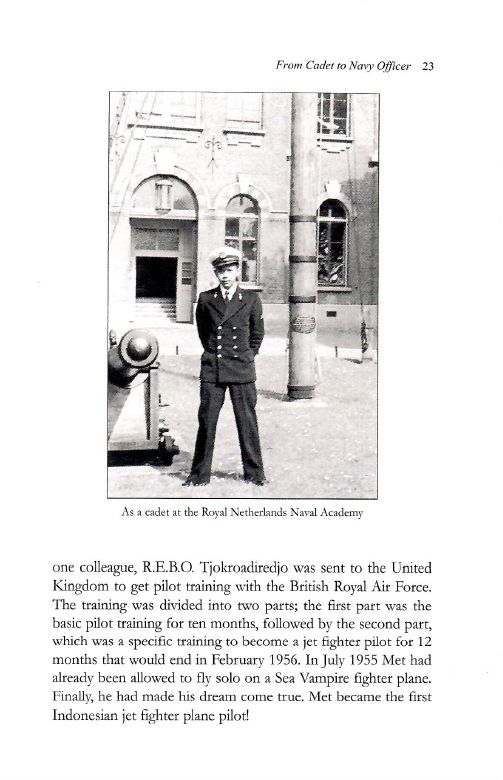 From Cadet to Navy Officer 23
As a cadet at the Royal Netherlands Naval Academy
one colleague, R.E.B.O. Tjokroadiredjo was sent to the United
Kingdom to get pilot training with the British Royal Air Force.
The training was divided into two parts; the first part was the
basic pilot training for ten months, followed by the second part,
which was a specific training to become a jet fighter pilot for 12
months that would end in February 1956. In July 1955 Met had
already been allowed to fly solo on a Sea Vampire fighter plane.
Finally, he had made his dream come true. Met became the first
Indonesian jet fighter plane pilot!